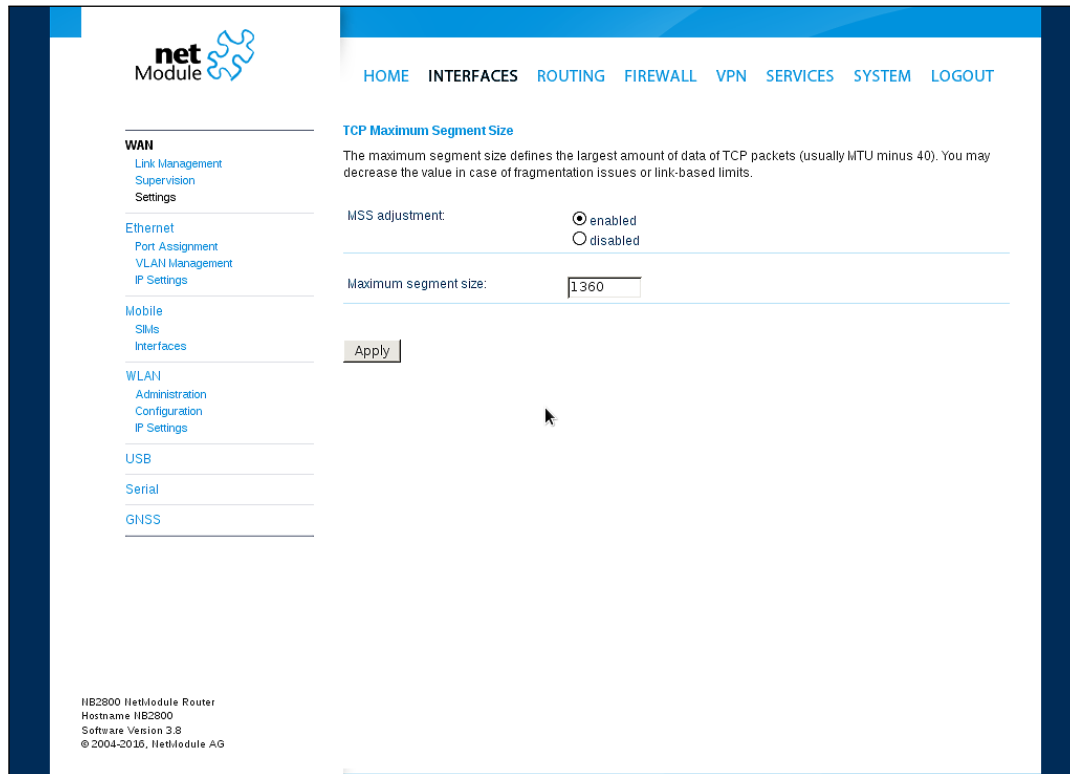 net
Module
HOME INTERFACES ROUTING FIREWALL VPN SERVICES SYSTEM LOGOUT
WAN
Link Management
Supervision
Settings
Ethernet
Port Assignment
VLAN Management
IP Settings
Mobile
SIMs
Interfaces
WLAN
Administration
Configuration
IP Settings
USB
Serial
GNSS
TCP Maximum Segment Size
The maximum segment size defines the largest amount of data of TCP packets (usually MTU minus 40). You may
decrease the value in case of fragmentation issues or link-based limits.
MSS adjustment:
enabled
disabled
Maximum segment size:
1360
Apply
NB2800 NetModule Router
Hostname NB2800
Software Version 3.8
© 2004-2016, NetModule AG